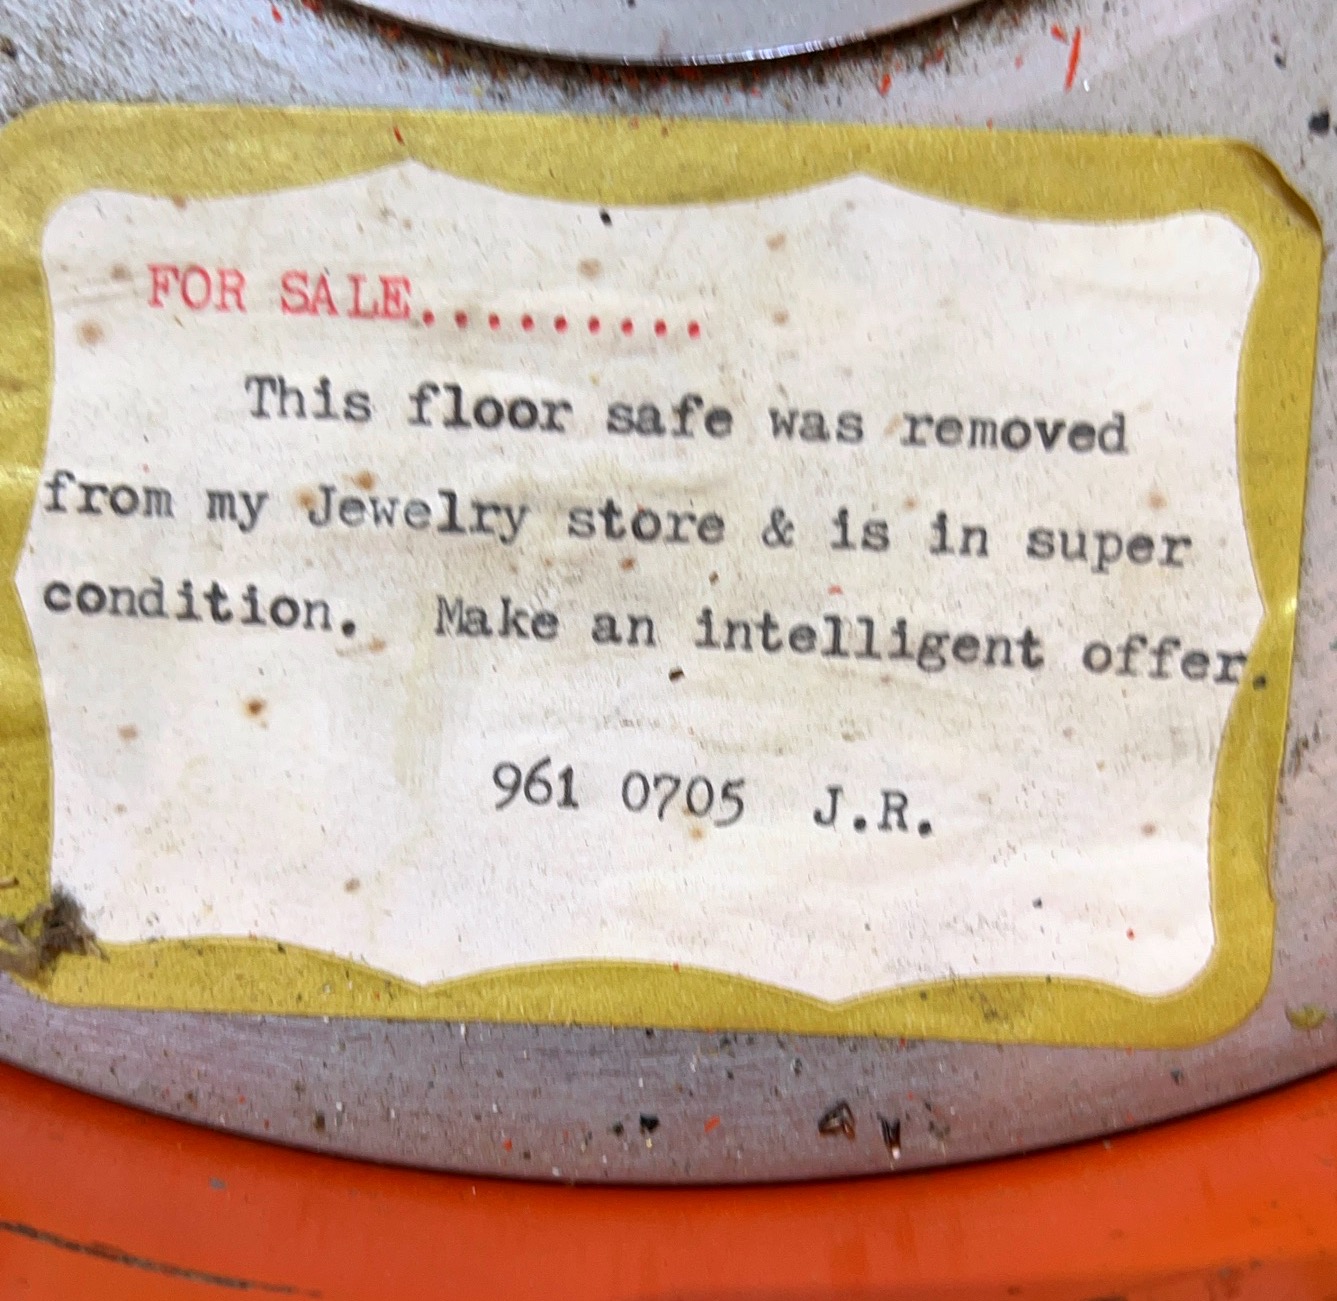 FOR SALE.........
This floor safe was removed
from my Jewelry store & is in super
condition. Make an intelligent offer.
961 0705 J.R.